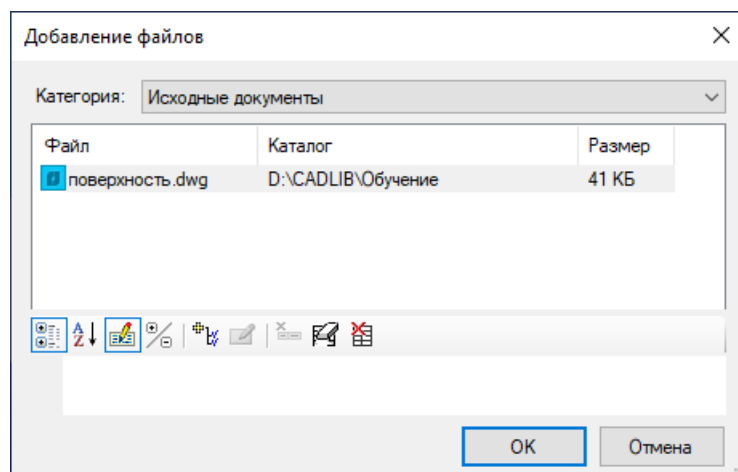 Добавление файлов
Категория: Исходные документы
Файл Каталог Размер
поверхность.dwg D:\CADLIB\Обучение 41 КБ
OK Отмена